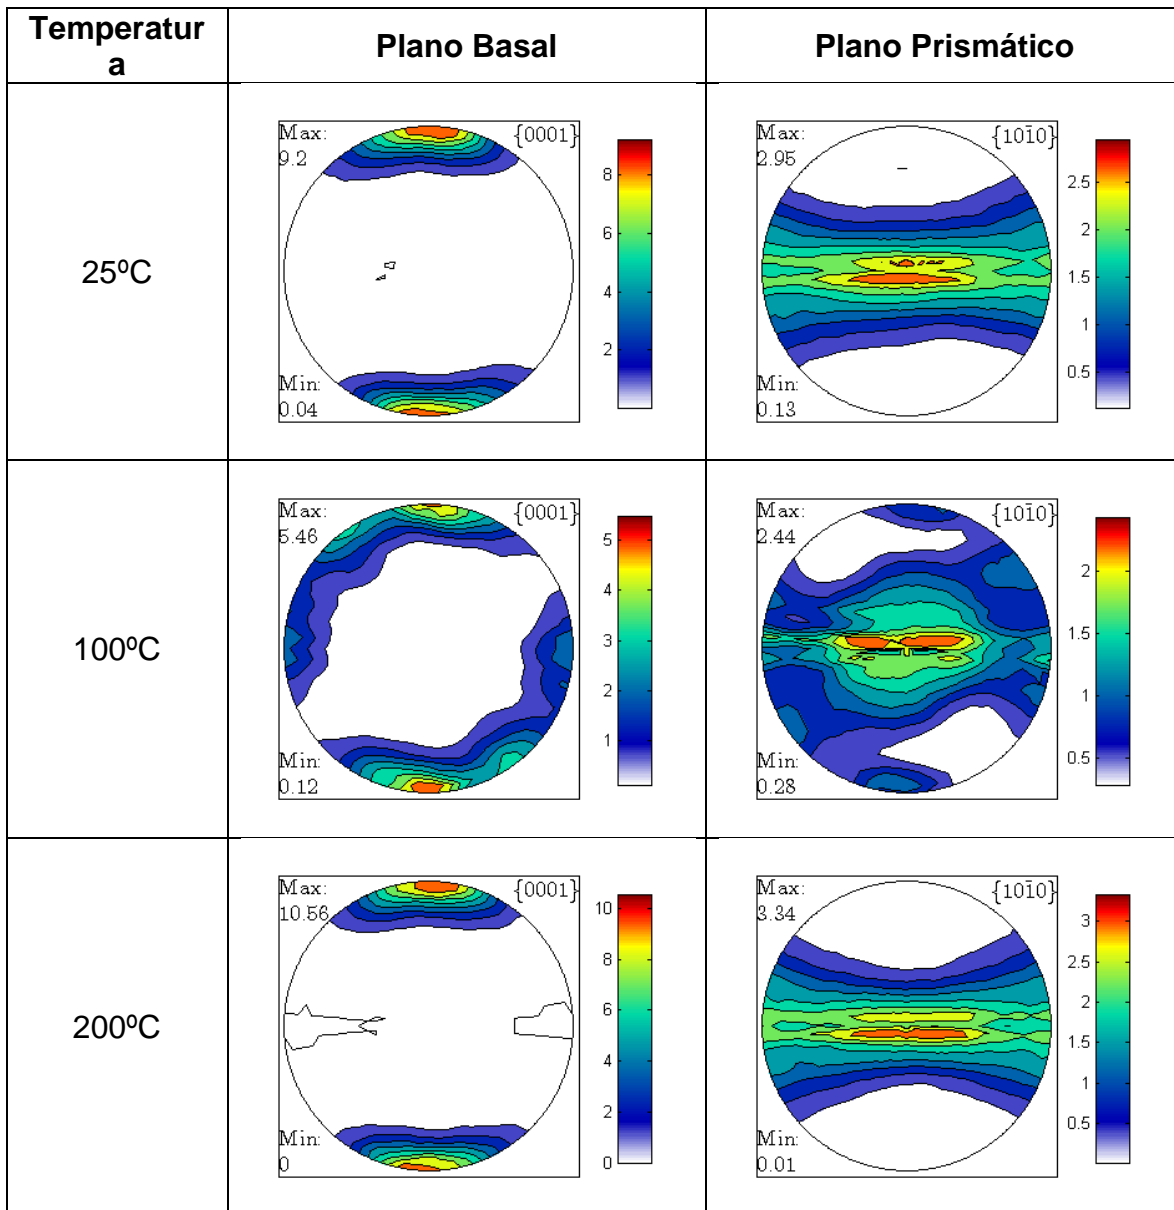 Temperatur
a
Plano Basal
Plano Prismático
25ºC
Max:
9.2
{0001}
8
6
4
2
Min:
0.04
Max:
2.95
{101̄0}
2.5
2
1.5
1
0.5
Min:
0.13
100ºC
Max:
5.46
{0001}
5
4
3
2
1
Min:
0.12
Max:
2.44
{101̄0}
2
1.5
1
0.5
Min:
0.28
200ºC
Max:
10.56
{0001}
10
8
6
4
2
0
Min:
0
Max:
3.34
{101̄0}
3
2.5
2
1.5
1
0.5
Min:
0.01